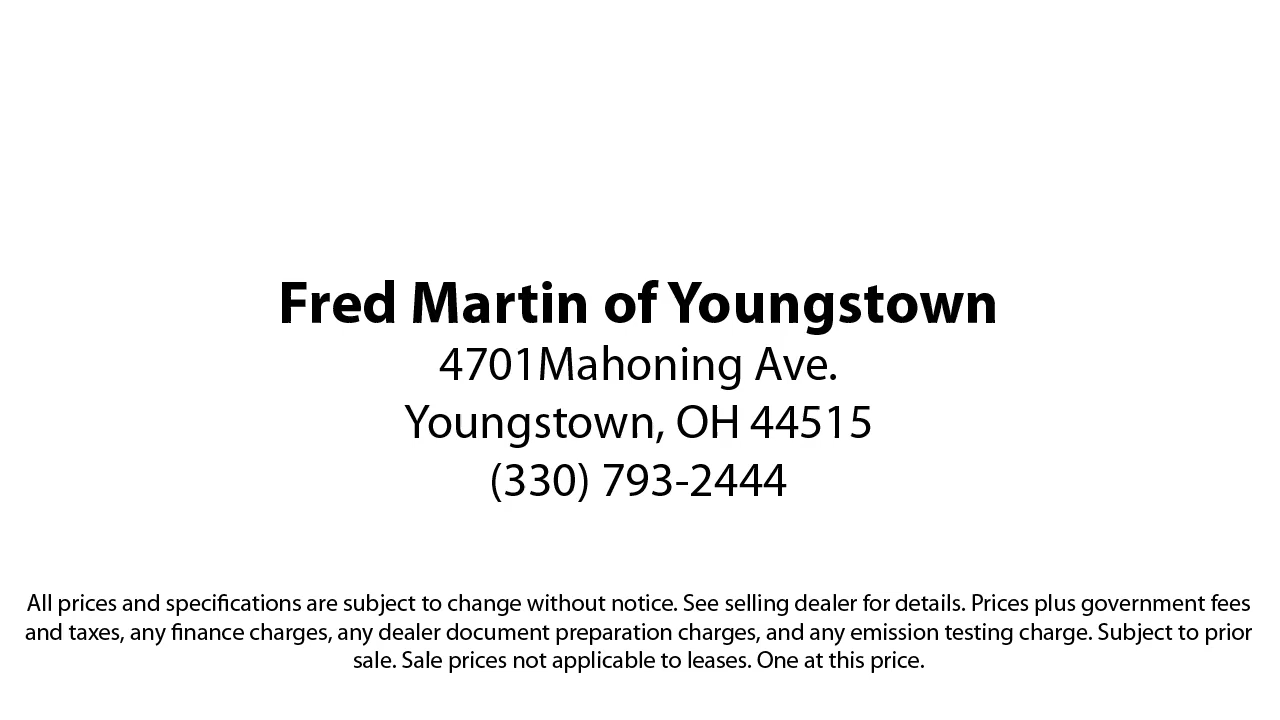 Fred Martin of Youngstown
4701Mahoning Ave.
Youngstown, OH 44515
(330) 793-2444
All prices and specifications are subject to change without notice. See selling dealer for details. Prices plus government fees
and taxes, any finance charges, any dealer document preparation charges, and any emission testing charge. Subject to prior
sale. Sale prices not applicable to leases. One at this price.